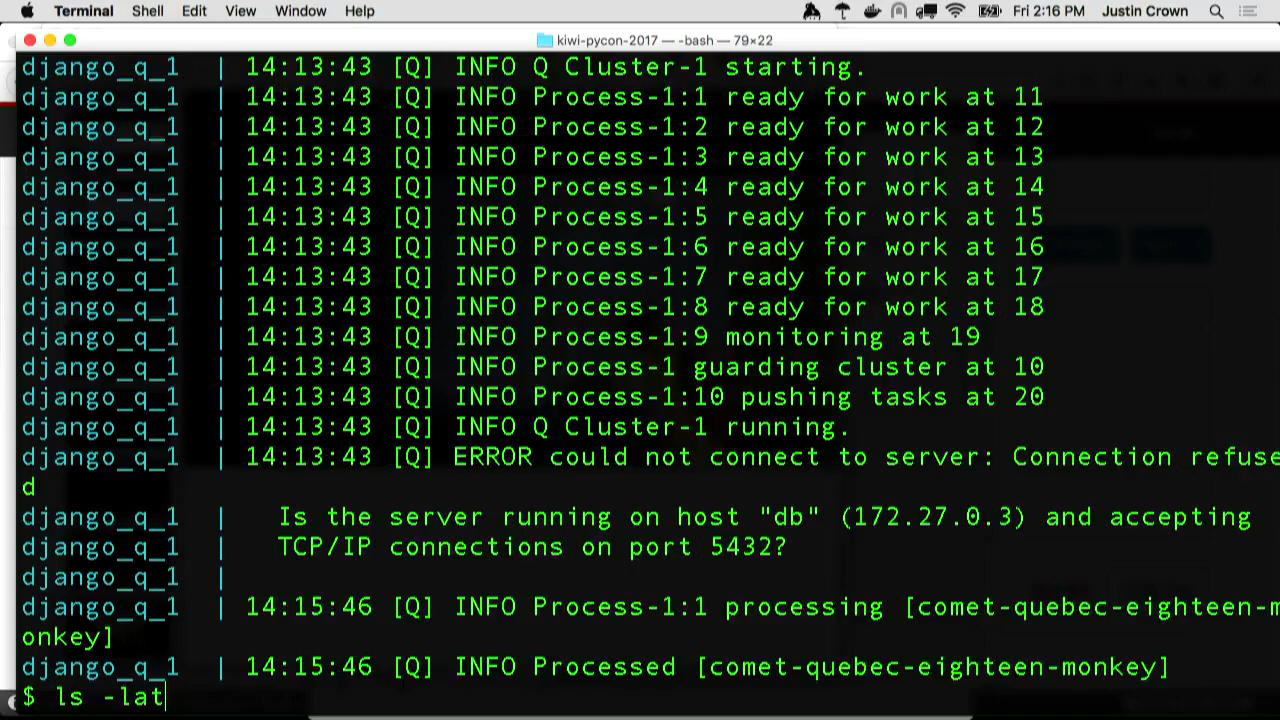 Terminal Shell Edit View Window Help Fri 2:16 PM Justin Crown
kiwi-pycon-2017 — -bash — 79×22
django_q_1 | 14:13:43 [Q] INFO Q Cluster-1 starting.
django_q_1 | 14:13:43 [Q] INFO Process-1:1 ready for work at 11
django_q_1 | 14:13:43 [Q] INFO Process-1:2 ready for work at 12
django_q_1 | 14:13:43 [Q] INFO Process-1:3 ready for work at 13
django_q_1 | 14:13:43 [Q] INFO Process-1:4 ready for work at 14
django_q_1 | 14:13:43 [Q] INFO Process-1:5 ready for work at 15
django_q_1 | 14:13:43 [Q] INFO Process-1:6 ready for work at 16
django_q_1 | 14:13:43 [Q] INFO Process-1:7 ready for work at 17
django_q_1 | 14:13:43 [Q] INFO Process-1:8 ready for work at 18
django_q_1 | 14:13:43 [Q] INFO Process-1:9 monitoring at 19
django_q_1 | 14:13:43 [Q] INFO Process-1 guarding cluster at 10
django_q_1 | 14:13:43 [Q] INFO Process-1:10 pushing tasks at 20
django_q_1 | 14:13:43 [Q] INFO Q Cluster-1 running.
django_q_1 | 14:13:43 [Q] ERROR could not connect to server: Connection refuse
d
django_q_1 | Is the server running on host "db" (172.27.0.3) and accepting
django_q_1 | TCP/IP connections on port 5432?
django_q_1 |
django_q_1 | 14:15:46 [Q] INFO Process-1:1 processing [comet-quebec-eighteen-m
onkey]
django_q_1 | 14:15:46 [Q] INFO Processed [comet-quebec-eighteen-monkey]
$ ls -lat